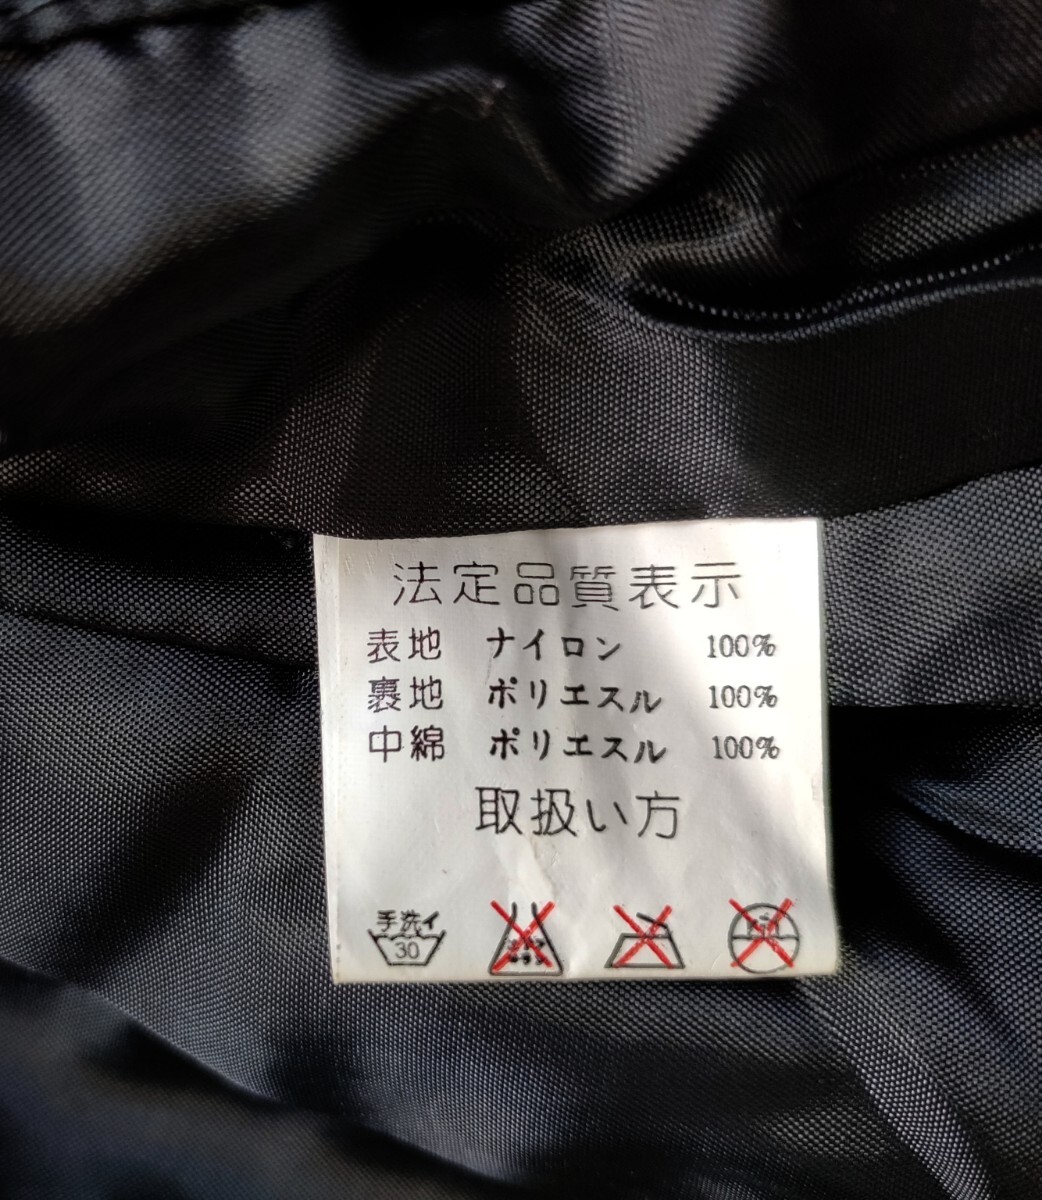 法定品質表示
表地 ナイロン 100%
裏地 ポリエスル 100%
中綿 ポリエスル 100%
取扱い方
手洗イ
30